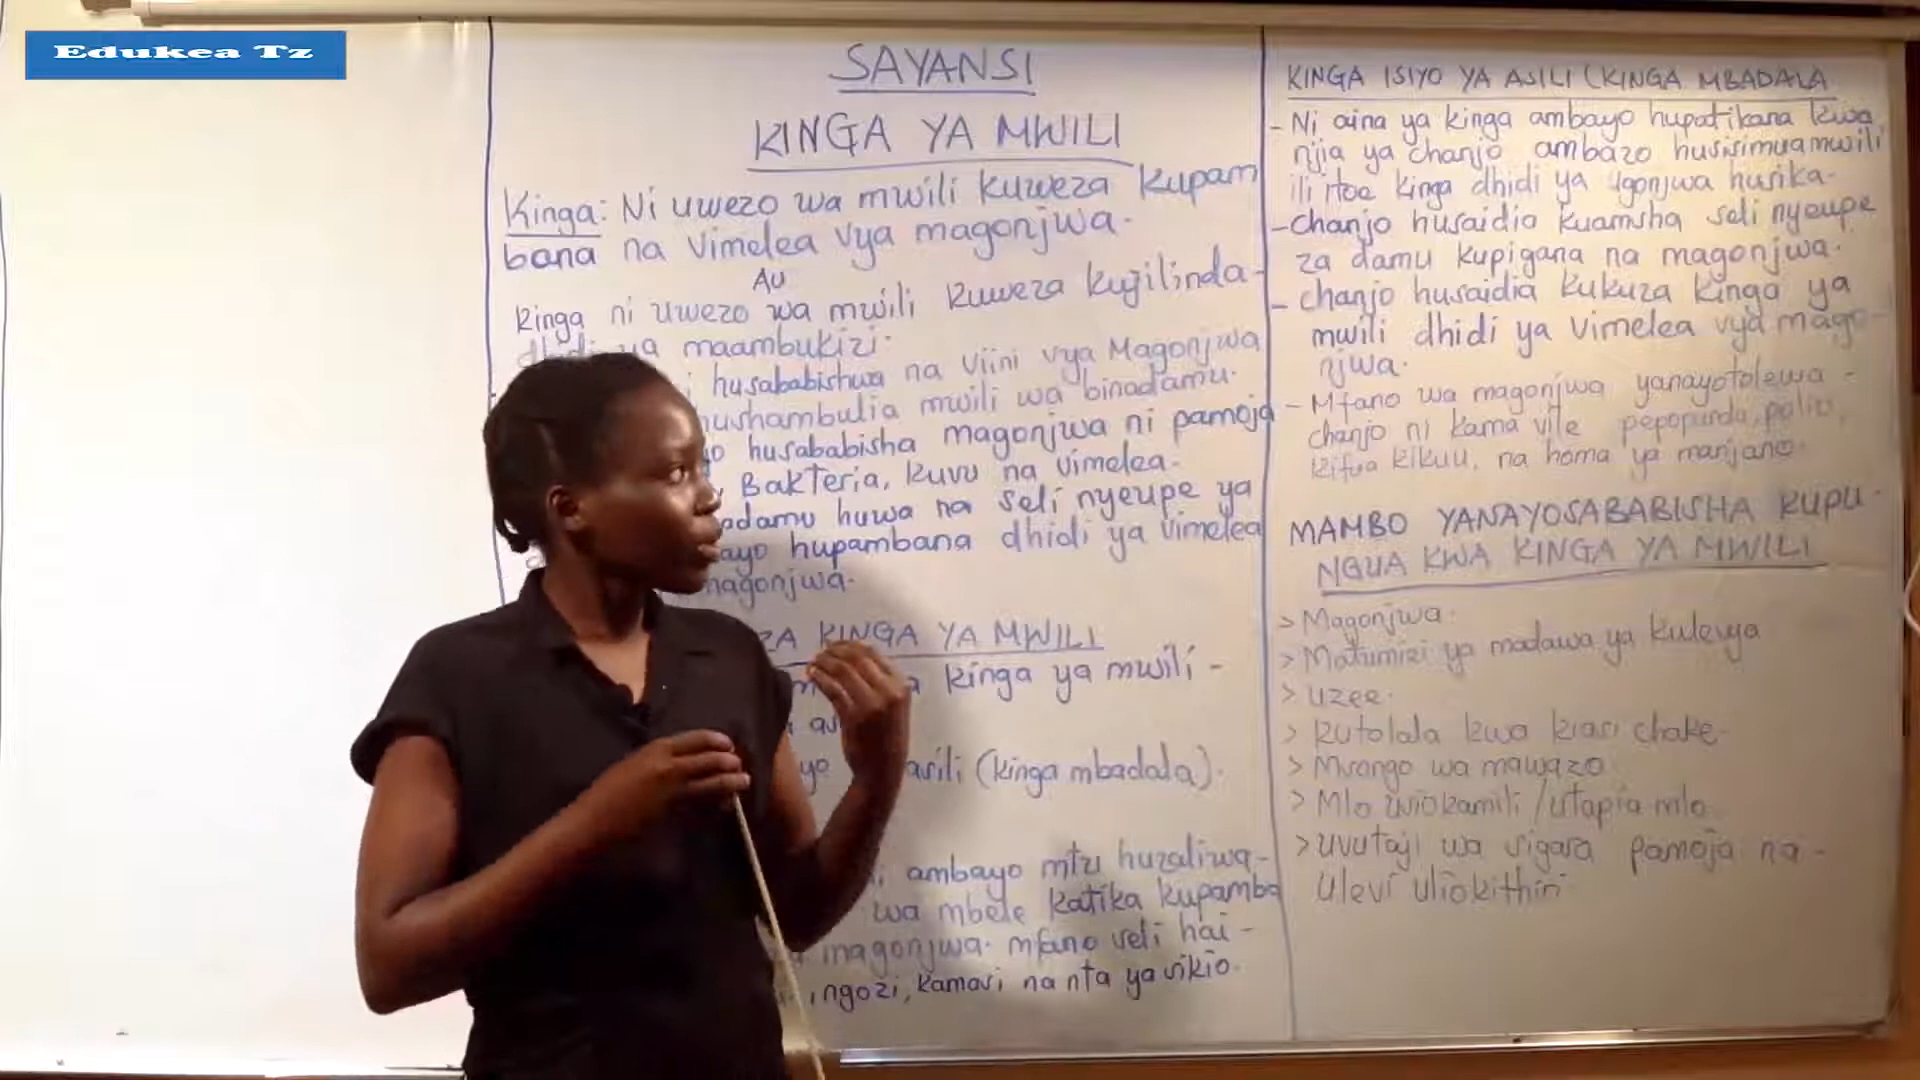 Edukea Tz
SAYANSI
KINGA YA MWILI
Kinga: Ni uwezo wa mwili kuweza kupam
bana na vimelea vya magonjwa.
AU
kinga ni uwezo wa mwili kuweza kujilinda-
ya maambukizi.
husababishwa na viini vya Magonjwa
hushambulia mwili wa binadamu.
husababisha magonjwa ni pamoja
Bakteria, kuvu na vimelea.
huwa na seli nyeupe ya
hupambana dhidi ya vimelea
magonjwa.
ZA KINGA YA MWILI
kinga ya mwili -
asili (kinga mbadala).
ambayo mtu huzaliwa-
wa mbele katika kupamba
magonjwa. mfano seli hai -
ngozi, kamasi na nta ya sikio.
KINGA ISIYO YA ASILI (KINGA MBADALA
- Ni aina ya kinga ambayo hupatikana kwa
njia ya chanjo ambazo husisimua mwili
ili itoe kinga dhidi ya ugonjwa husika.
- chanjo husaidia kuamsha seli nyeupe
za damu kupigana na magonjwa.
- chanjo husaidia kukuza kinga ya
mwili dhidi ya vimelea vya mago-
njwa.
- Mfano wa magonjwa yanayotolewa -
chanjo ni kama vile pepopunda, polio,
kifua kikuu, na homa ya manjano.
MAMBO YANAYOSABABISHA KUPU-
NGUA KWA KINGA YA MWILI
> Magonjwa.
> Matumizi ya madawa ya kulevya
> Uzee.
> kutolala kwa kiasi chake.
> Msongo wa mawazo.
> Mlo usiokamili / utapia mlo
> uvutaji wa sigara pamoja na -
ulevi uliokithiri